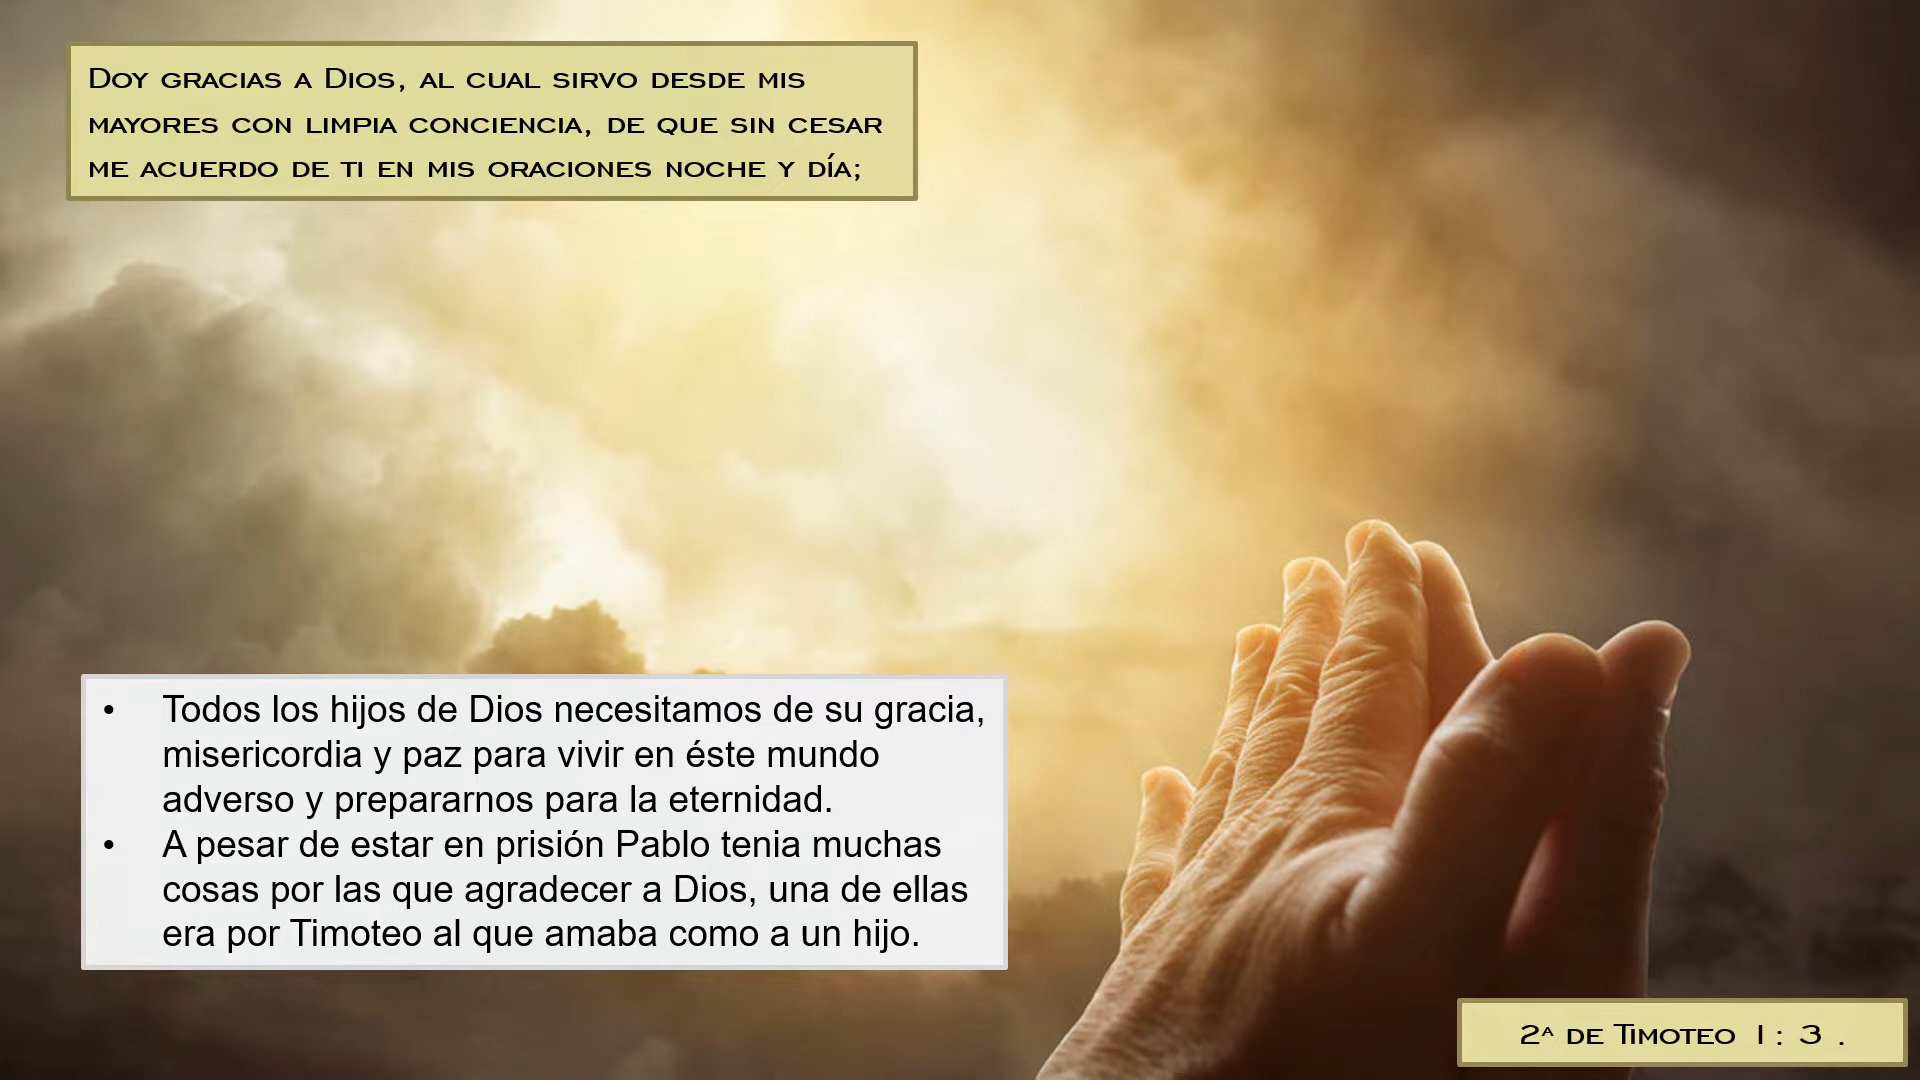 Doy gracias a Dios, al cual sirvo desde mis
mayores con limpia conciencia, de que sin cesar
me acuerdo de ti en mis oraciones noche y día;
• Todos los hijos de Dios necesitamos de su gracia,
misericordia y paz para vivir en éste mundo
adverso y prepararnos para la eternidad.
• A pesar de estar en prisión Pablo tenia muchas
cosas por las que agradecer a Dios, una de ellas
era por Timoteo al que amaba como a un hijo.
2ª de Timoteo 1: 3 .